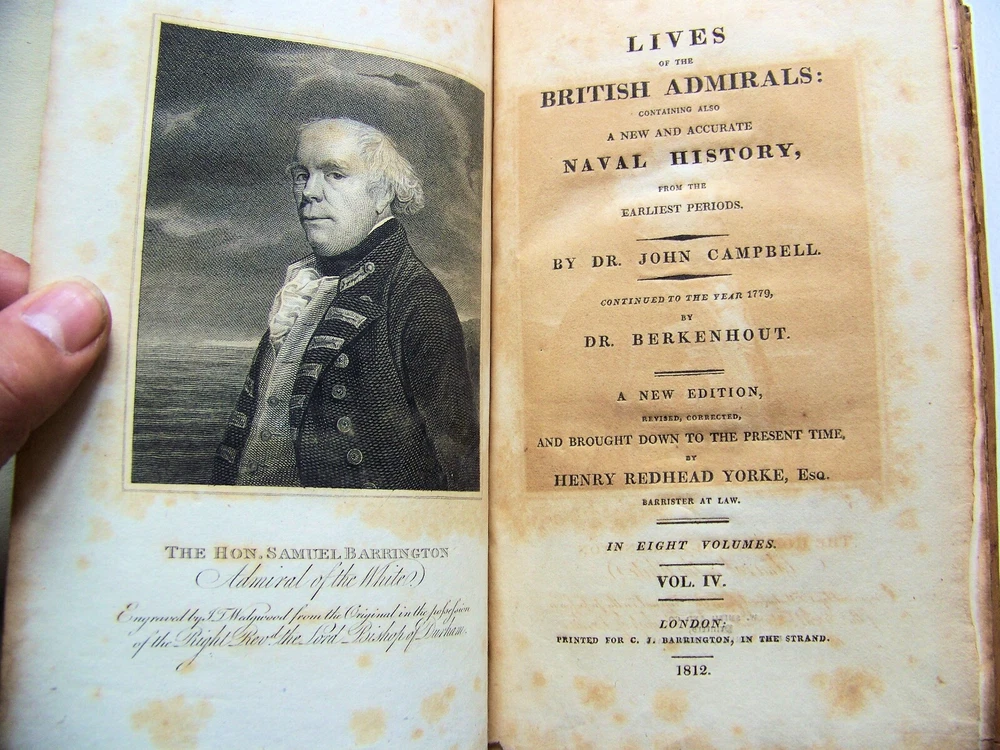 THE HON. SAMUEL BARRINGTON
Admiral of the White
Engraved by J. T. Wedgwood from the Original in the possession
of the Right Revd. The Lord Bishop of Durham.
LIVES
OF THE
BRITISH ADMIRALS:
CONTAINING ALSO
A NEW AND ACCURATE
NAVAL HISTORY,
FROM THE
EARLIEST PERIODS.
BY DR. JOHN CAMPBELL.
CONTINUED TO THE YEAR 1779,
BY
DR. BERKENHOUT.
A NEW EDITION,
REVISED, CORRECTED,
AND BROUGHT DOWN TO THE PRESENT TIME,
BY
HENRY REDHEAD YORKE, Esq.
BARRISTER AT LAW.
IN EIGHT VOLUMES.
VOL. IV.
LONDON:
PRINTED FOR C. J. BARRINGTON, IN THE STRAND.
1812.